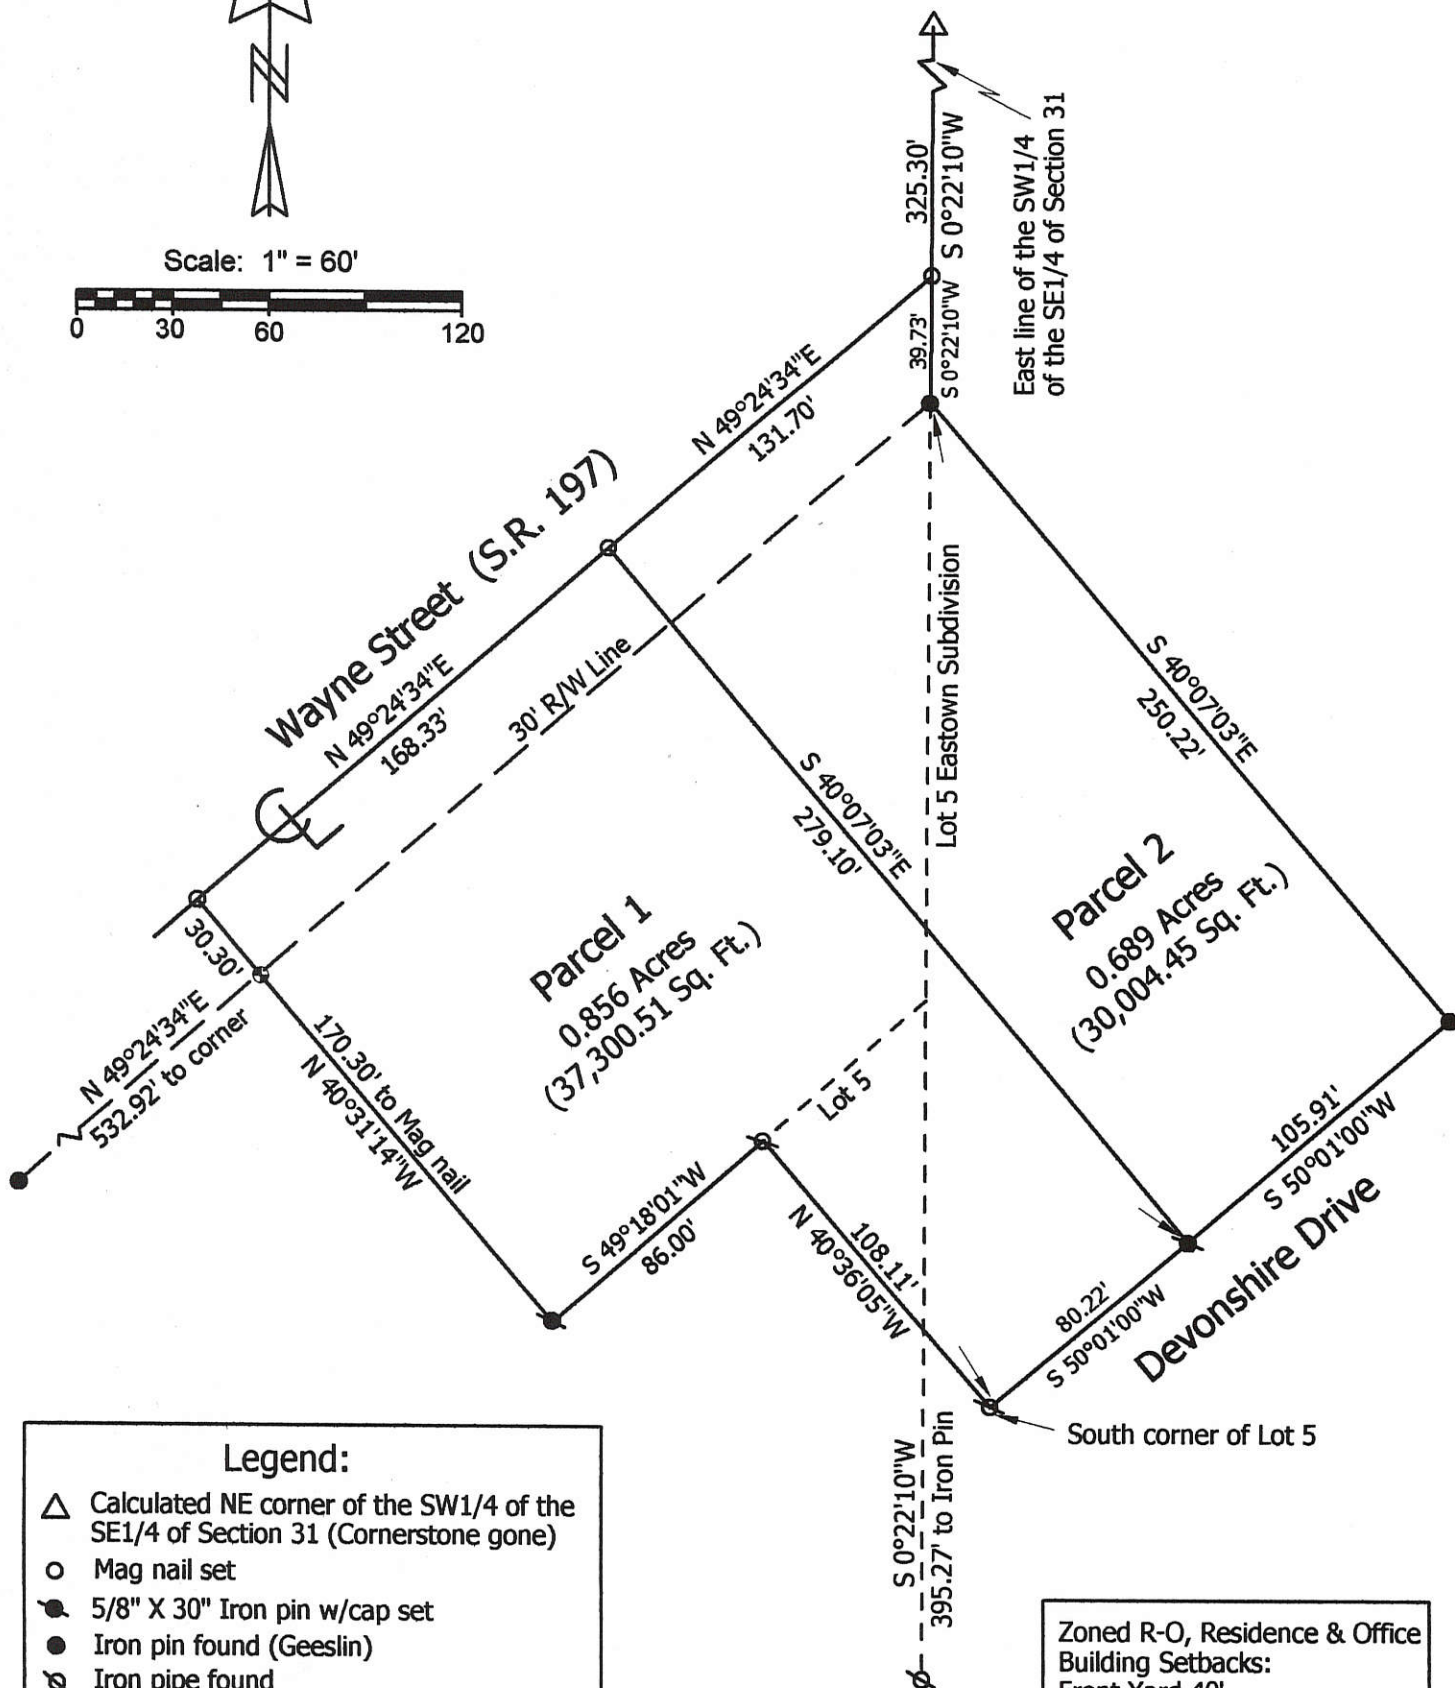 N
Scale: 1" = 60'
0 30 60 120
325.30'
S 0°22'10"W
East line of the SW1/4
of the SE1/4 of Section 31
39.73'
S 0°22'10"W
N 49°24'34"E
131.70'
Wayne Street (S.R. 197)
N 49°24'34"E
168.33'
30' R/W Line
Lot 5 Eastown Subdivision
S 40°07'03"E
250.22'
S 40°07'03"E
279.10'
CL
Parcel 1
0.856 Acres
(37,300.51 Sq. Ft.)
Parcel 2
0.689 Acres
(30,004.45 Sq. Ft.)
30.30'
N 49°24'34"E
532.92' to corner
170.30' to Mag nail
N 40°31'14"W
Lot 5
S 49°18'01"W
86.00'
108.11'
N 40°36'05"W
105.91'
S 50°01'00"W
80.22'
S 50°01'00"W
Devonshire Drive
South corner of Lot 5
S 0°22'10"W
395.27' to Iron Pin
Legend:
Calculated NE corner of the SW1/4 of the
SE1/4 of Section 31 (Cornerstone gone)
Mag nail set
5/8" X 30" Iron pin w/cap set
Iron pin found (Geeslin)
Iron pipe found
Zoned R-O, Residence & Office
Building Setbacks:
Front Yard 40'